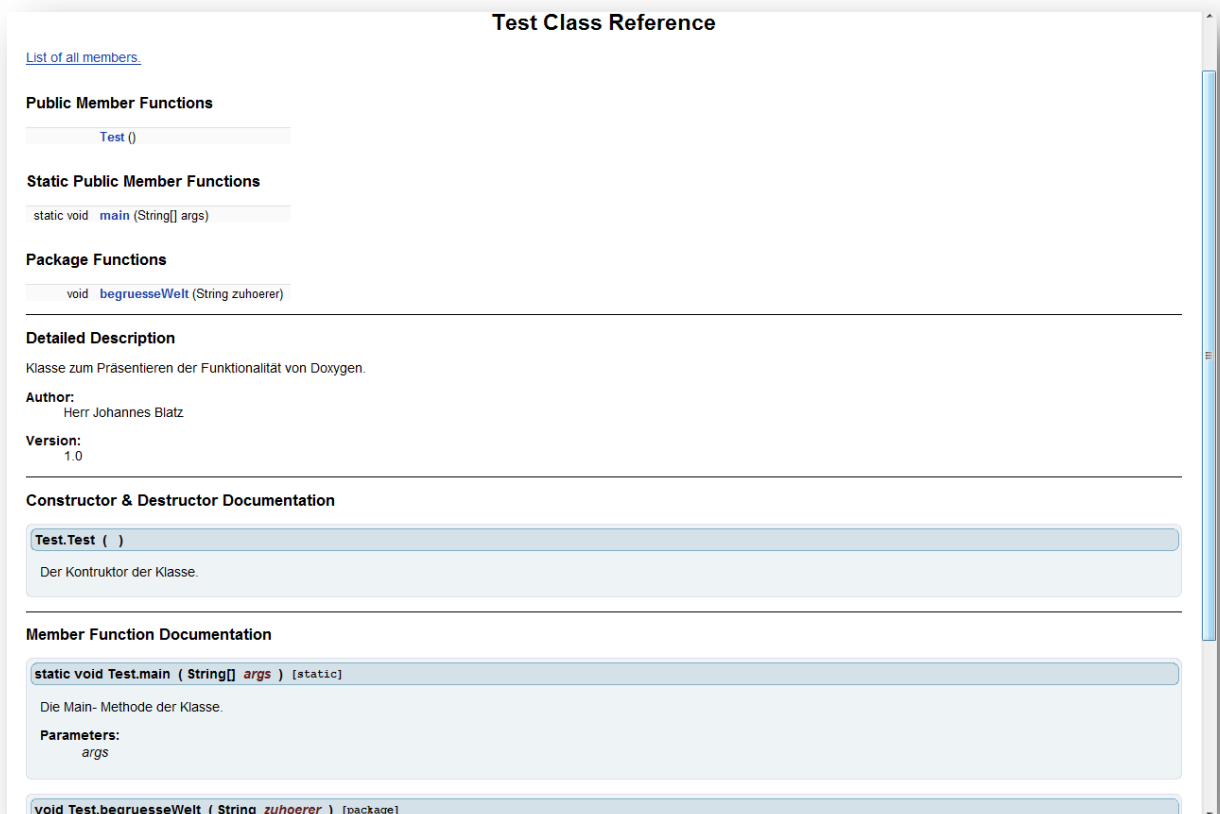 Test Class Reference
List of all members.
Public Member Functions
Test ()
Static Public Member Functions
static void main (String[] args)
Package Functions
void begruesseWelt (String zuhoerer)
Detailed Description
Klasse zum Präsentieren der Funktionalität von Doxygen.
Author:
Herr Johannes Blatz
Version:
1.0
Constructor & Destructor Documentation
Test.Test ( )
Der Kontruktor der Klasse.
Member Function Documentation
static void Test.main ( String[] args ) [static]
Die Main- Methode der Klasse.
Parameters:
args
void Test.begruesseWelt ( String zuhoerer ) [package]